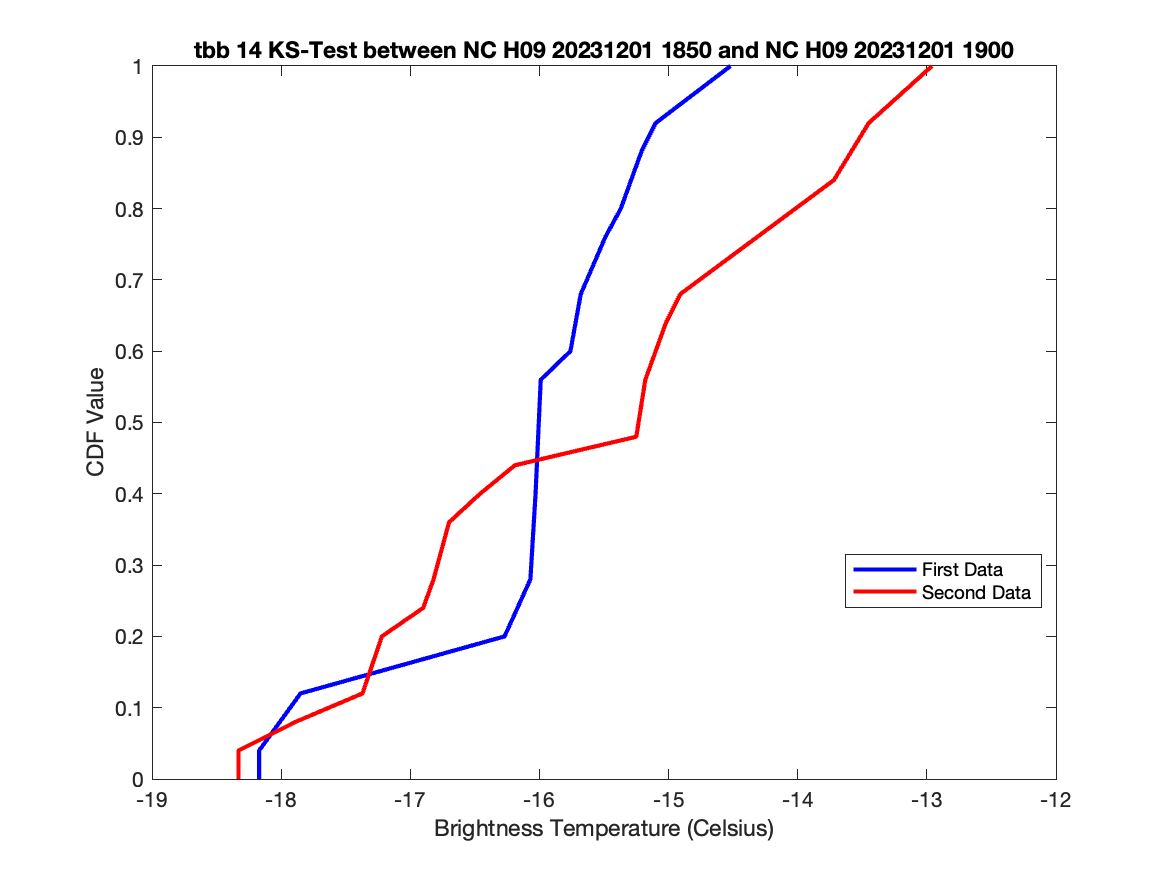 tbb 14 KS-Test between NC H09 20231201 1850 and NC H09 20231201 1900
1
0.9
0.8
0.7
0.6
0.5
0.4
0.3
0.2
0.1
0
CDF Value
First Data
Second Data
-19 -18 -17 -16 -15 -14 -13 -12
Brightness Temperature (Celsius)